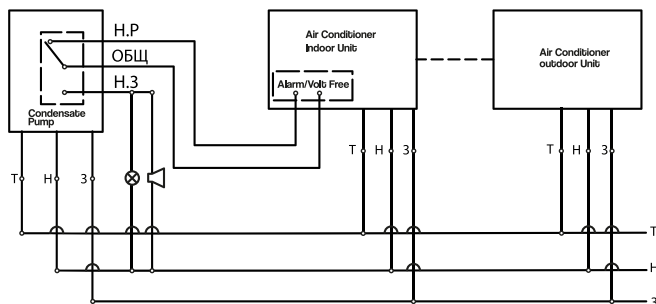 Н.Р
ОБЩ
Н.З
Condensate
Pump
Air Conditioner
Indoor Unit
Alarm/Volt Free
Air Conditioner
outdoor Unit
Т Н З
Т Н З
Т Н З
Т
Н
З